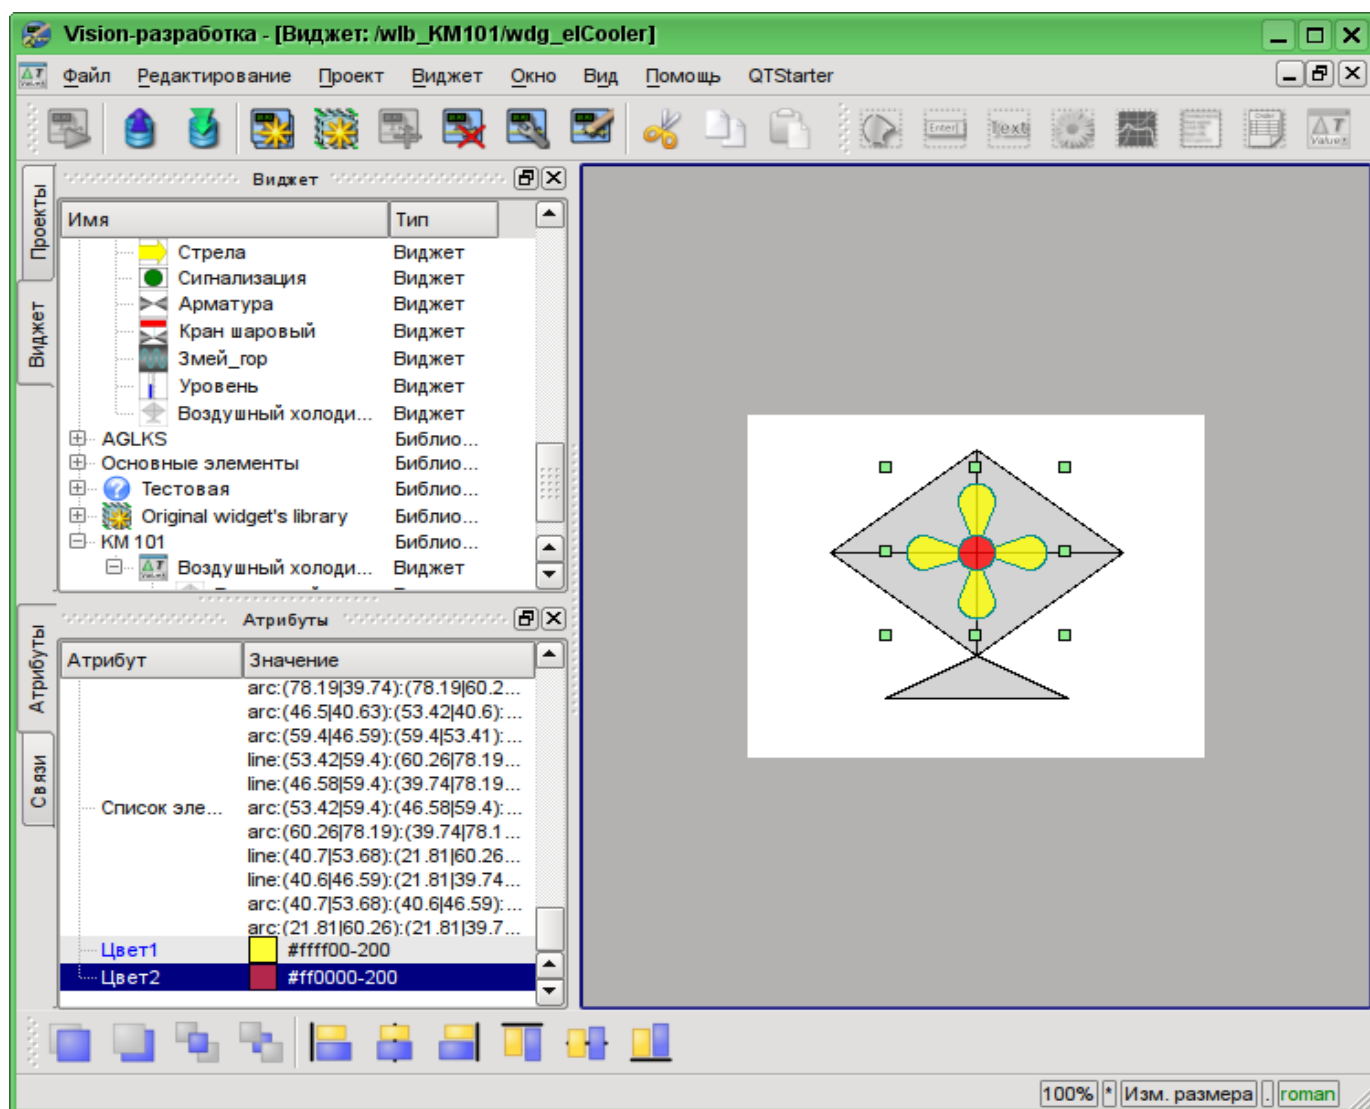 Vision-разработка - [Виджет: /wlb_KM101/wdg_elCooler]
Файл Редактирование Проект Виджет Окно Вид Помощь QTStarter
Enter Text
ΔT
Проекты
Виджет
Виджет
Имя Тип
Стрела Виджет
Сигнализация Виджет
Арматура Виджет
Кран шаровый Виджет
Змей_гор Виджет
Уровень Виджет
Воздушный холоди... Виджет
AGLKS Библио...
Основные элементы Библио...
Тестовая Библио...
Original widget's library Библио...
КМ 101 Библио...
Воздушный холоди... Виджет
Атрибуты
Связи
Атрибуты
Атрибут Значение
arc:(78.19|39.74):(78.19|60.2...
arc:(46.5|40.63):(53.42|40.6):...
arc:(59.4|46.59):(59.4|53.41):...
line:(53.42|59.4):(60.26|78.19...
line:(46.58|59.4):(39.74|78.19...
Список эле... arc:(53.42|59.4):(46.58|59.4):...
arc:(60.26|78.19):(39.74|78.1...
line:(40.7|53.68):(21.81|60.26...
line:(40.6|46.59):(21.81|39.74...
arc:(40.7|53.68):(40.6|46.59):...
arc:(21.81|60.26):(21.81|39.7...
Цвет1 #ffff00-200
Цвет2 #ff0000-200
100% * Изм. размера . roman